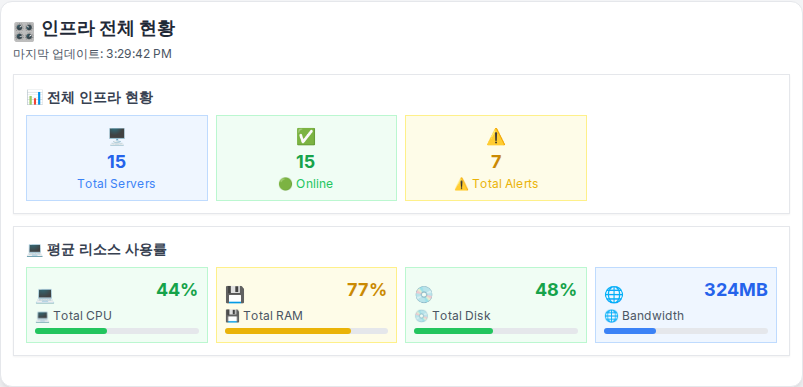 🎛️ 인프라 전체 현황
마지막 업데이트: 3:29:42 PM
📊 전체 인프라 현황
15
Total Servers
15
🟢 Online
7
⚠️ Total Alerts
💻 평균 리소스 사용률
44%
💻 Total CPU
77%
💾 Total RAM
48%
💿 Total Disk
324MB
🌐 Bandwidth